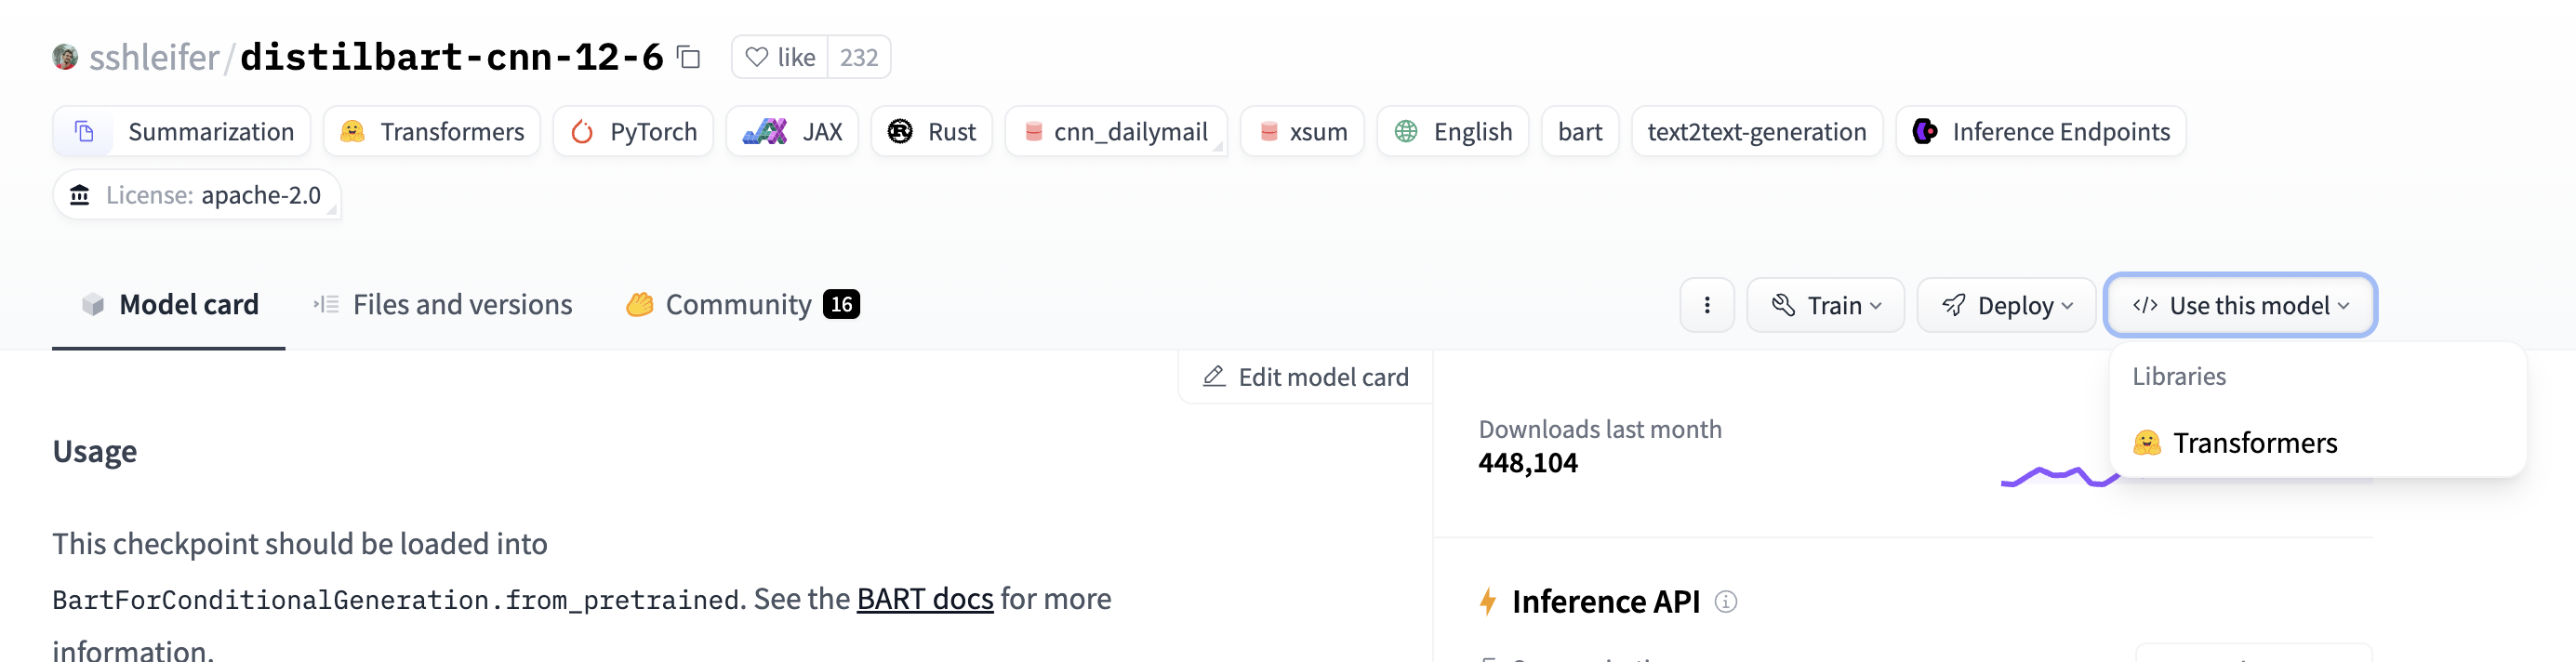 sshleifer/distilbart-cnn-12-6 like 232
Summarization Transformers PyTorch JAX Rust cnn_dailymail xsum English bart text2text-generation Inference Endpoints
License: apache-2.0
Model card Files and versions Community 16 Train Deploy </> Use this model
Edit model card
Libraries
Transformers
Downloads last month
448,104
Usage
This checkpoint should be loaded into
BartForConditionalGeneration.from_pretrained. See the BART docs for more
information.
Inference API